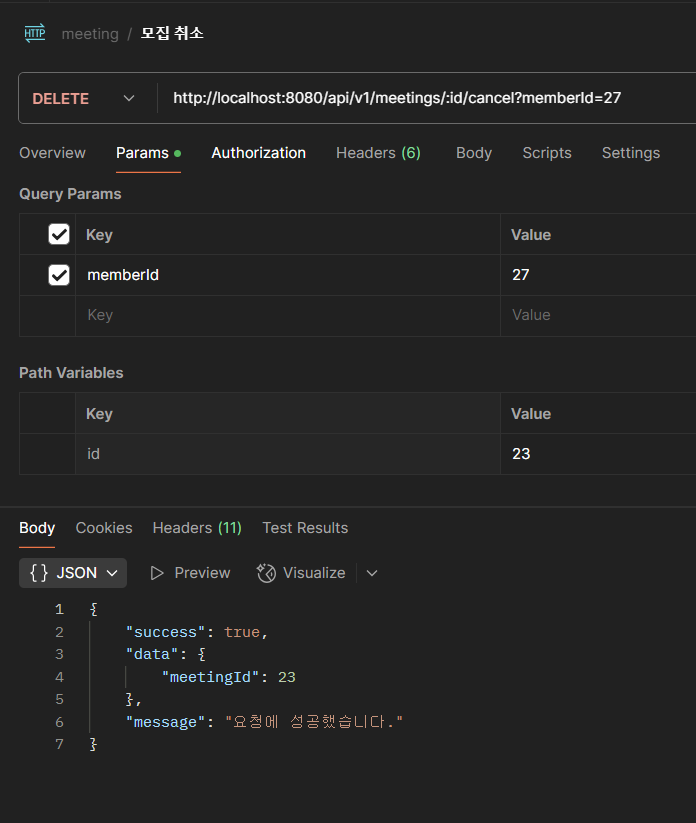 HTTP meeting / 모집 취소
DELETE http://localhost:8080/api/v1/meetings/:id/cancel?memberId=27
Overview Params Authorization Headers (6) Body Scripts Settings
Query Params
Key Value
memberId 27
Key Value
Path Variables
Key Value
id 23
Body Cookies Headers (11) Test Results
{} JSON Preview Visualize
1 {
2 "success": true,
3 "data": {
4 "meetingId": 23
5 },
6 "message": "요청에 성공했습니다."
7 }